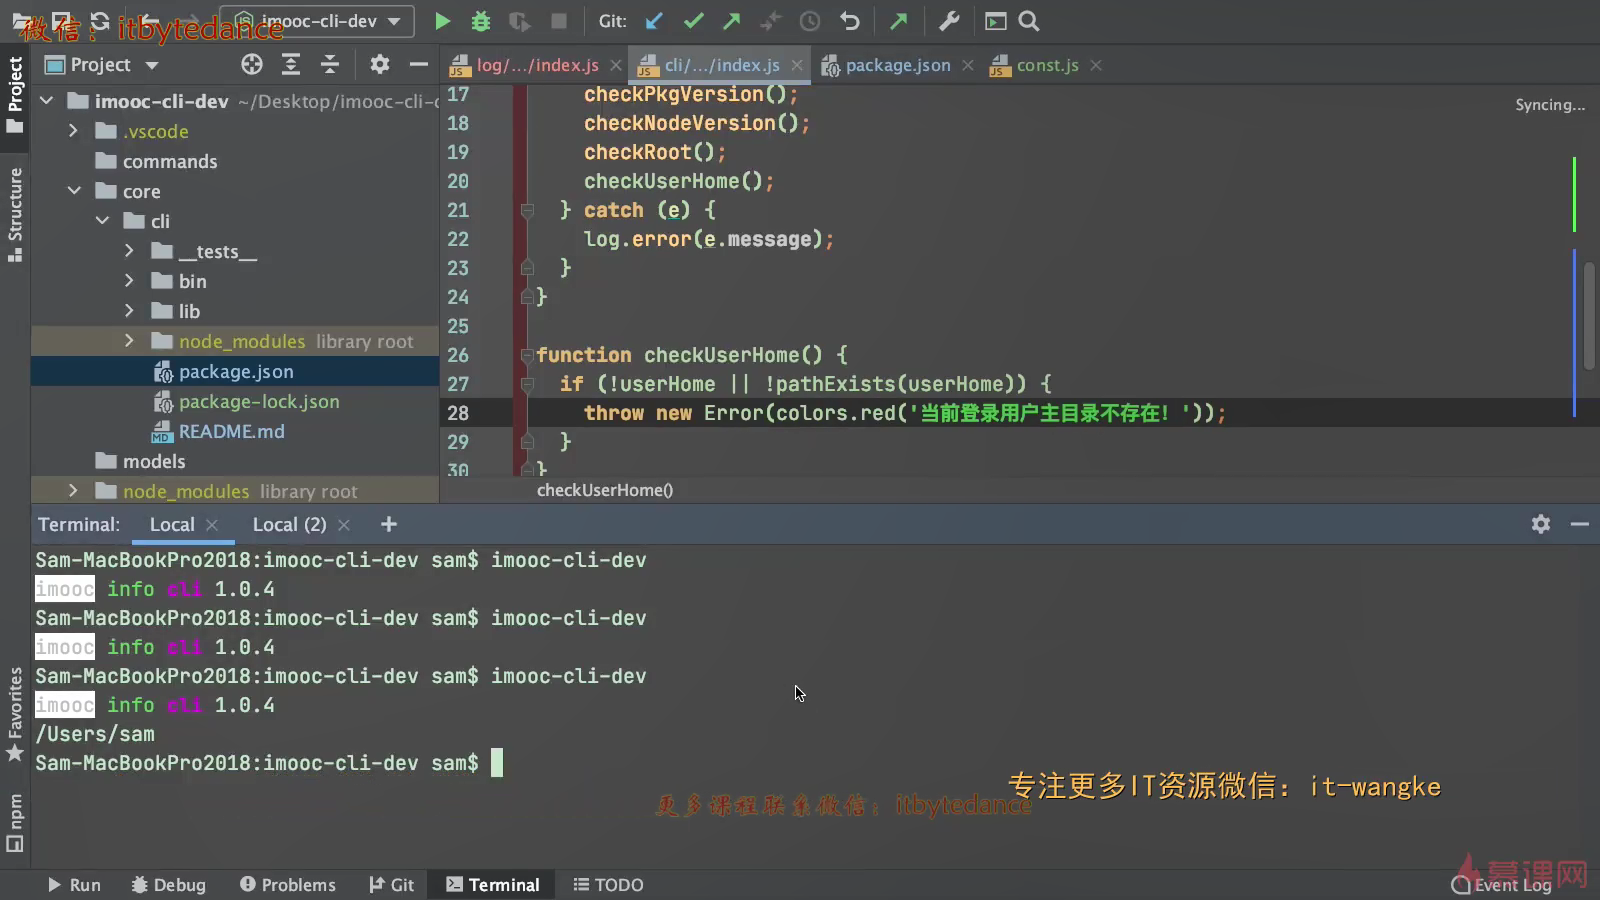 imooc-cli-dev
Git:
微信：itbytedance
Project
log/.../index.js
cli/.../index.js
package.json
const.js
Project
imooc-cli-dev ~/Desktop/imooc-cli-
.vscode
commands
core
cli
__tests__
bin
lib
node_modules library root
package.json
package-lock.json
README.md
models
node_modules library root
Structure
Favorites
npm
Syncing...
17 checkPkgVersion();
18 checkNodeVersion();
19 checkRoot();
20 checkUserHome();
21 } catch (e) {
22 log.error(e.message);
23 }
24 }
25
26 function checkUserHome() {
27 if (!userHome || !pathExists(userHome)) {
28 throw new Error(colors.red('当前登录用户主目录不存在！'));
29 }
30 }
checkUserHome()
Terminal: Local Local (2)
Sam-MacBookPro2018:imooc-cli-dev sam$ imooc-cli-dev
imooc info cli 1.0.4
Sam-MacBookPro2018:imooc-cli-dev sam$ imooc-cli-dev
imooc info cli 1.0.4
Sam-MacBookPro2018:imooc-cli-dev sam$ imooc-cli-dev
imooc info cli 1.0.4
/Users/sam
Sam-MacBookPro2018:imooc-cli-dev sam$
专注更多IT资源微信：it-wangke
更多课程联系微信：itbytedance
Run Debug Problems Git Terminal TODO Event Log
慕课网